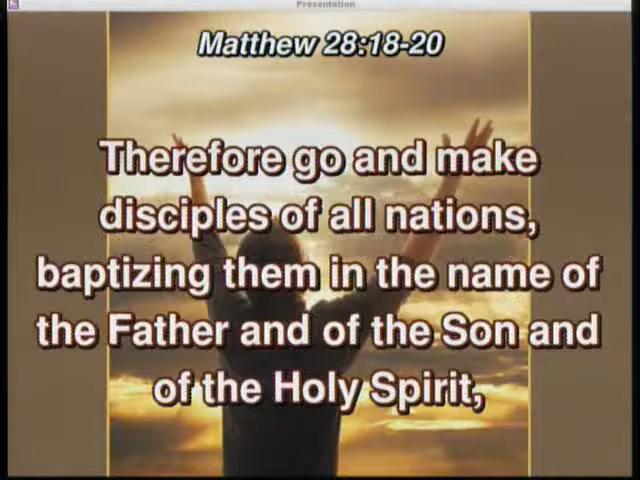 Presentation
Matthew 28:18-20
Therefore go and make
disciples of all nations,
baptizing them in the name of
the Father and of the Son and
of the Holy Spirit,